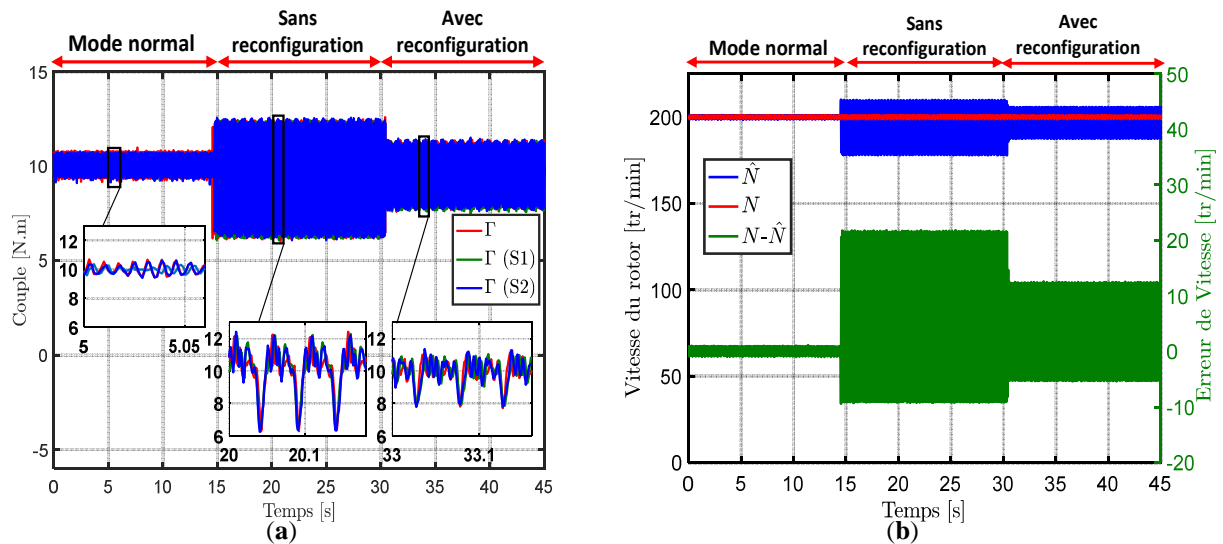 Mode normal
Sans
reconfiguration
Avec
reconfiguration
15
10
5
0
-5
Couple [N.m]
0 5 10 15 20 25 30 35 40 45
Temps [s]
Γ
Γ (S1)
Γ (S2)
12
10
8
6
5 5.05
12
10
8
6
20 20.1
12
10
8
6
33 33.1
(a)
Mode normal
Sans
reconfiguration
Avec
reconfiguration
200
150
100
50
0
Vitesse du rotor [tr/min]
50
40
30
20
10
0
-10
-20
Erreur de Vitesse [tr/min]
N̂
N
N-N̂
0 5 10 15 20 25 30 35 40 45
Temps [s]
(b)